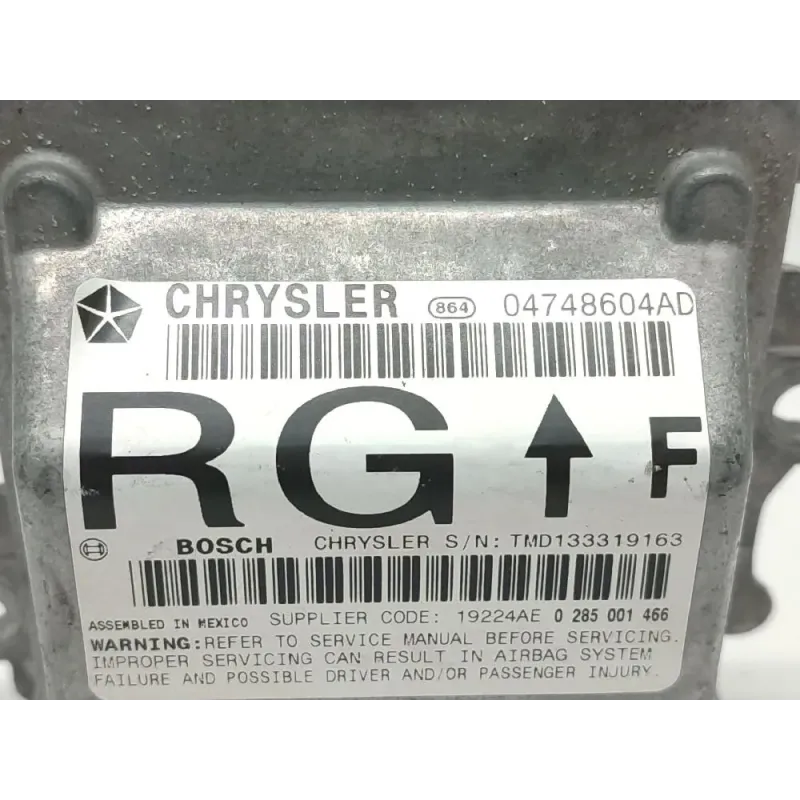 CHRYSLER 864 04748604AD
RG F
BOSCH CHRYSLER S/N: TMD133319163
ASSEMBLED IN MEXICO SUPPLIER CODE: 19224AE 0 285 001 466
WARNING: REFER TO SERVICE MANUAL BEFORE SERVICING.
IMPROPER SERVICING CAN RESULT IN AIRBAG SYSTEM
FAILURE AND POSSIBLE DRIVER AND/OR PASSENGER INJURY.